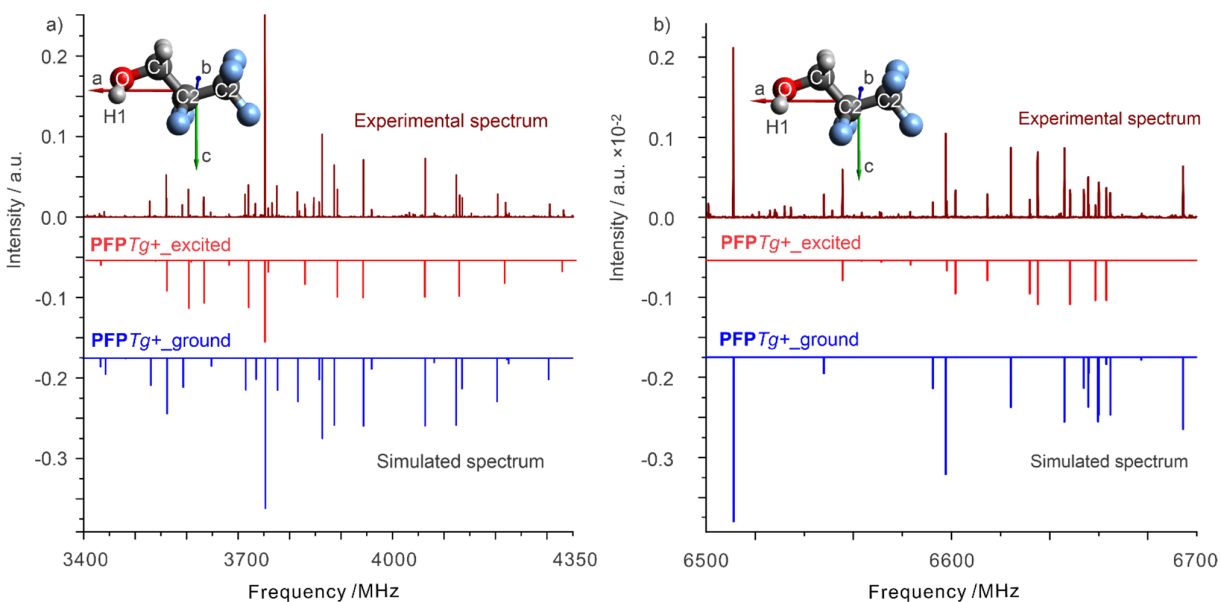 a)
0.2
0.1
0.0
-0.1
-0.2
-0.3
Intensity / a.u.
a
b
c
O
C1
C2
C2
H1
Experimental spectrum
PFPTg+_excited
PFPTg+_ground
Simulated spectrum
3400
3700
4000
4350
Frequency /MHz
b)
0.2
0.1
0.0
-0.1
-0.2
-0.3
Intensity / a.u. ×10-2
a
b
c
O
C1
C2
C2
H1
Experimental spectrum
PFPTg+_excited
PFPTg+_ground
Simulated spectrum
6500
6600
6700
Frequency /MHz